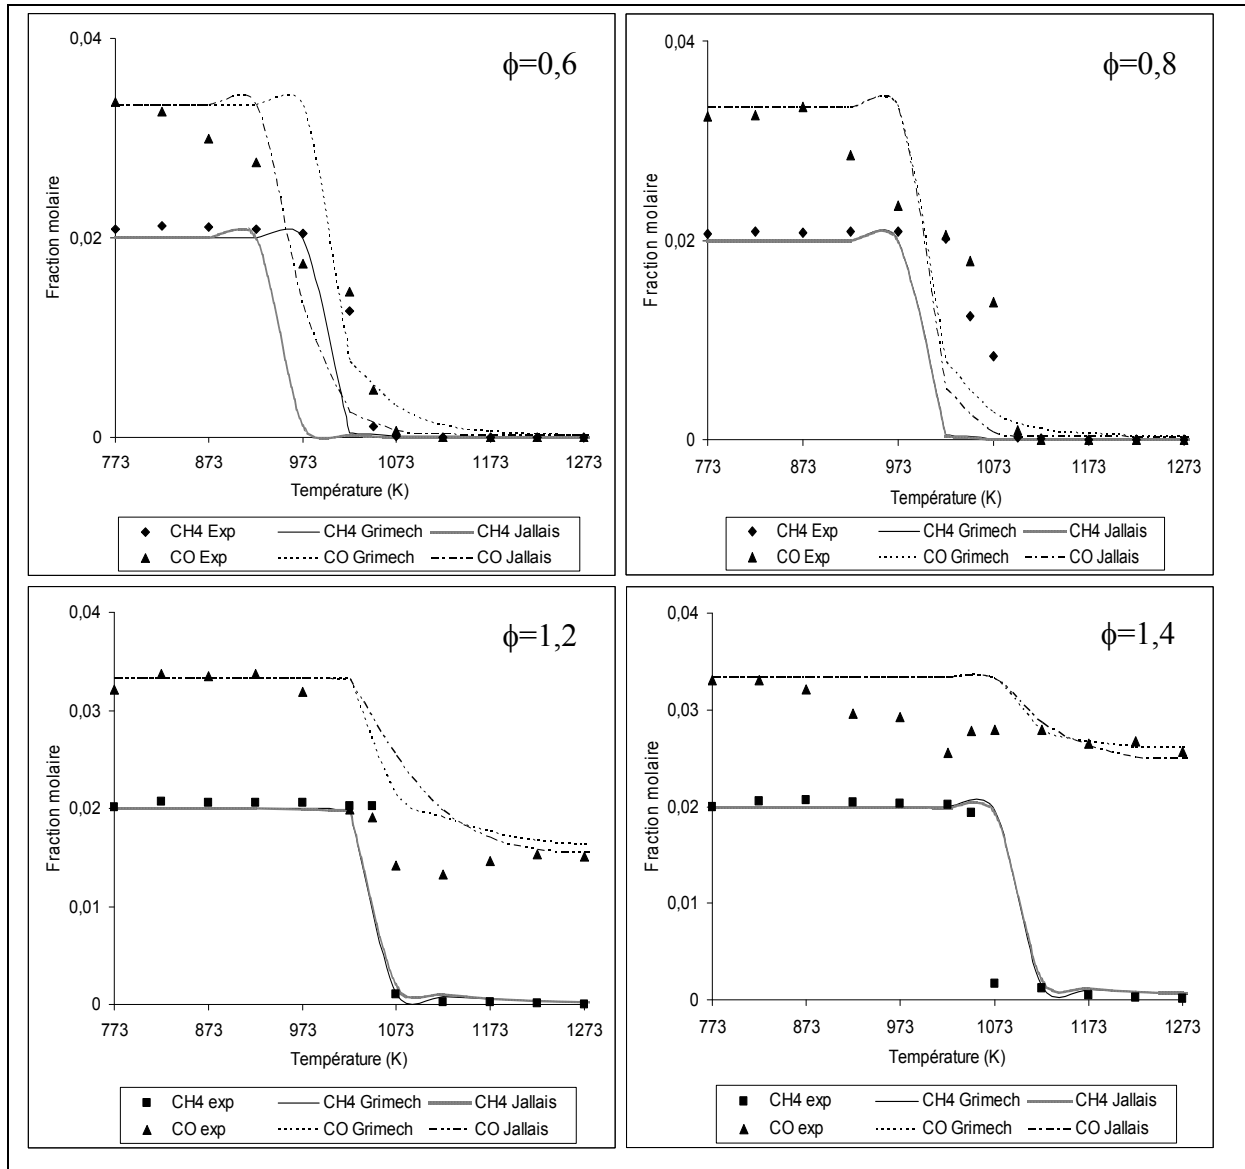 0,04
ϕ=0,6
0,02
0
Fraction molaire
773 873 973 1073 1173 1273
Température (K)
CH4 Exp CH4 Grimech CH4 Jallais
CO Exp CO Grimech CO Jallais
0,04
ϕ=0,8
0,02
0
Fraction molaire
773 873 973 1073 1173 1273
Température (K)
CH4 Exp CH4 Grimech CH4 Jallais
CO Exp CO Grimech CO Jallais
0,04
ϕ=1,2
0,03
0,02
0,01
0
Fraction molaire
773 873 973 1073 1173 1273
Température (K)
CH4 exp CH4 Grimech CH4 Jallais
CO exp CO Grimech CO Jallais
0,04
ϕ=1,4
0,03
0,02
0,01
0
Fraction molaire
773 873 973 1073 1173 1273
Température (K)
CH4 exp CH4 Grimech CH4 Jallais
CO exp CO Grimech CO Jallais